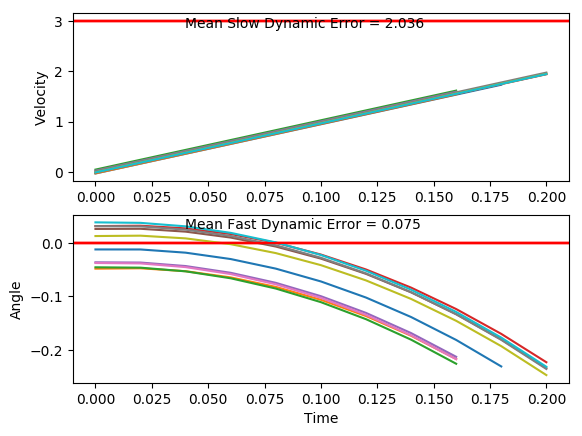 3
Mean Slow Dynamic Error = 2.036
2
1
0
Velocity
0.000 0.025 0.050 0.075 0.100 0.125 0.150 0.175 0.200
Mean Fast Dynamic Error = 0.075
0.0
−0.1
−0.2
Angle
0.000 0.025 0.050 0.075 0.100 0.125 0.150 0.175 0.200
Time